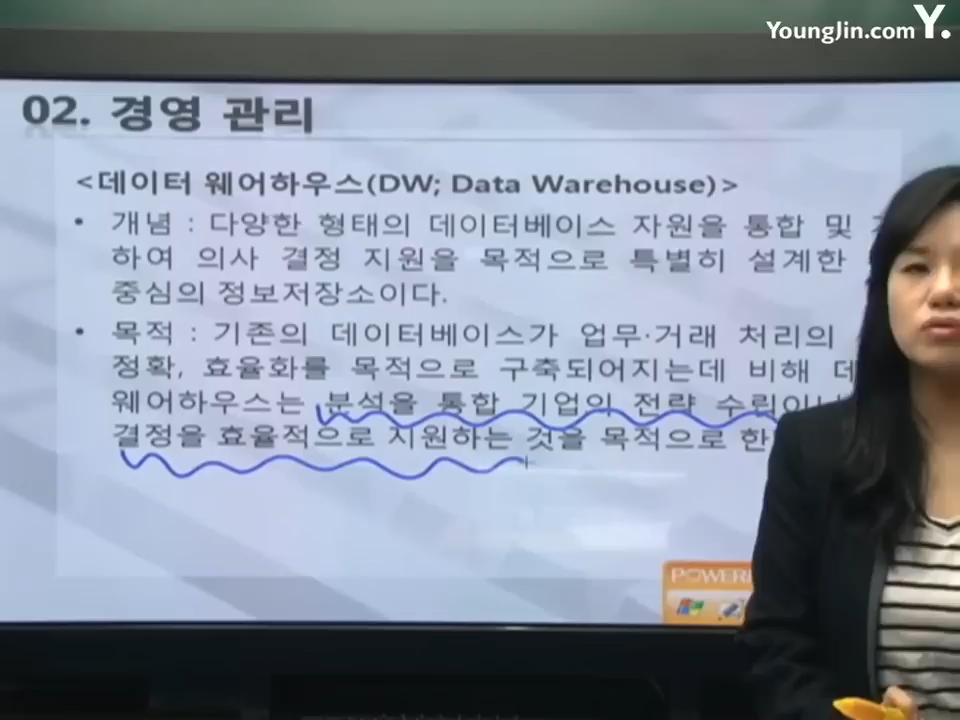 YoungJin.com Y.
02. 경영 관리
<데이터 웨어하우스(DW; Data Warehouse)>
• 개념 : 다양한 형태의 데이터베이스 자원을 통합 및
하여 의사 결정 지원을 목적으로 특별히 설계한
중심의 정보저장소이다.
• 목적 : 기존의 데이터베이스가 업무·거래 처리의
정확, 효율화를 목적으로 구축되어지는데 비해 데
웨어하우스는 분석을 통합 기업의 전략 수립이나
결정을 효율적으로 지원하는 것을 목적으로 한
POWER